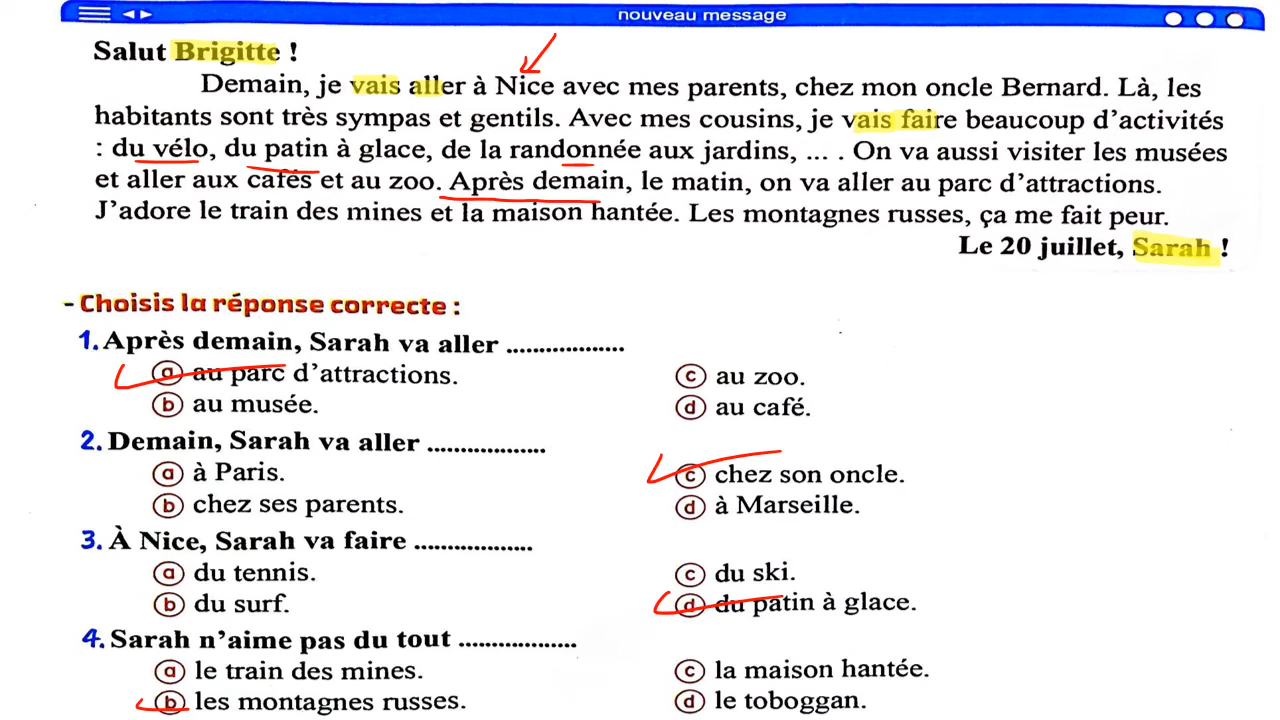 nouveau message
Salut Brigitte !
Demain, je vais aller à Nice avec mes parents, chez mon oncle Bernard. Là, les
habitants sont très sympas et gentils. Avec mes cousins, je vais faire beaucoup d’activités
: du vélo, du patin à glace, de la randonnée aux jardins, ... . On va aussi visiter les musées
et aller aux cafés et au zoo. Après demain, le matin, on va aller au parc d’attractions.
J’adore le train des mines et la maison hantée. Les montagnes russes, ça me fait peur.
Le 20 juillet, Sarah !
- Choisis la réponse correcte :
1. Après demain, Sarah va aller ..................
a au parc d’attractions.
b au musée.
c au zoo.
d au café.
2. Demain, Sarah va aller ..................
a à Paris.
b chez ses parents.
c chez son oncle.
d à Marseille.
3. À Nice, Sarah va faire ..................
a du tennis.
b du surf.
c du ski.
d du patin à glace.
4. Sarah n’aime pas du tout ..................
a le train des mines.
b les montagnes russes.
c la maison hantée.
d le toboggan.